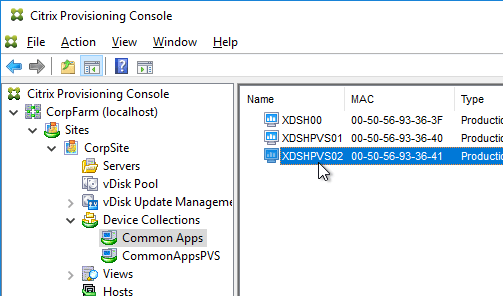 Citrix Provisioning Console
File Action View Window Help
Citrix Provisioning Console
CorpFarm (localhost)
Sites
CorpSite
Servers
vDisk Pool
vDisk Update Manageme
Device Collections
Common Apps
CommonAppsPVS
Views
Hosts
Name MAC Type
XDSH00 00-50-56-93-36-3F Productio
XDSHPVS01 00-50-56-93-36-40 Productio
XDSHPVS02 00-50-56-93-36-41 Productio